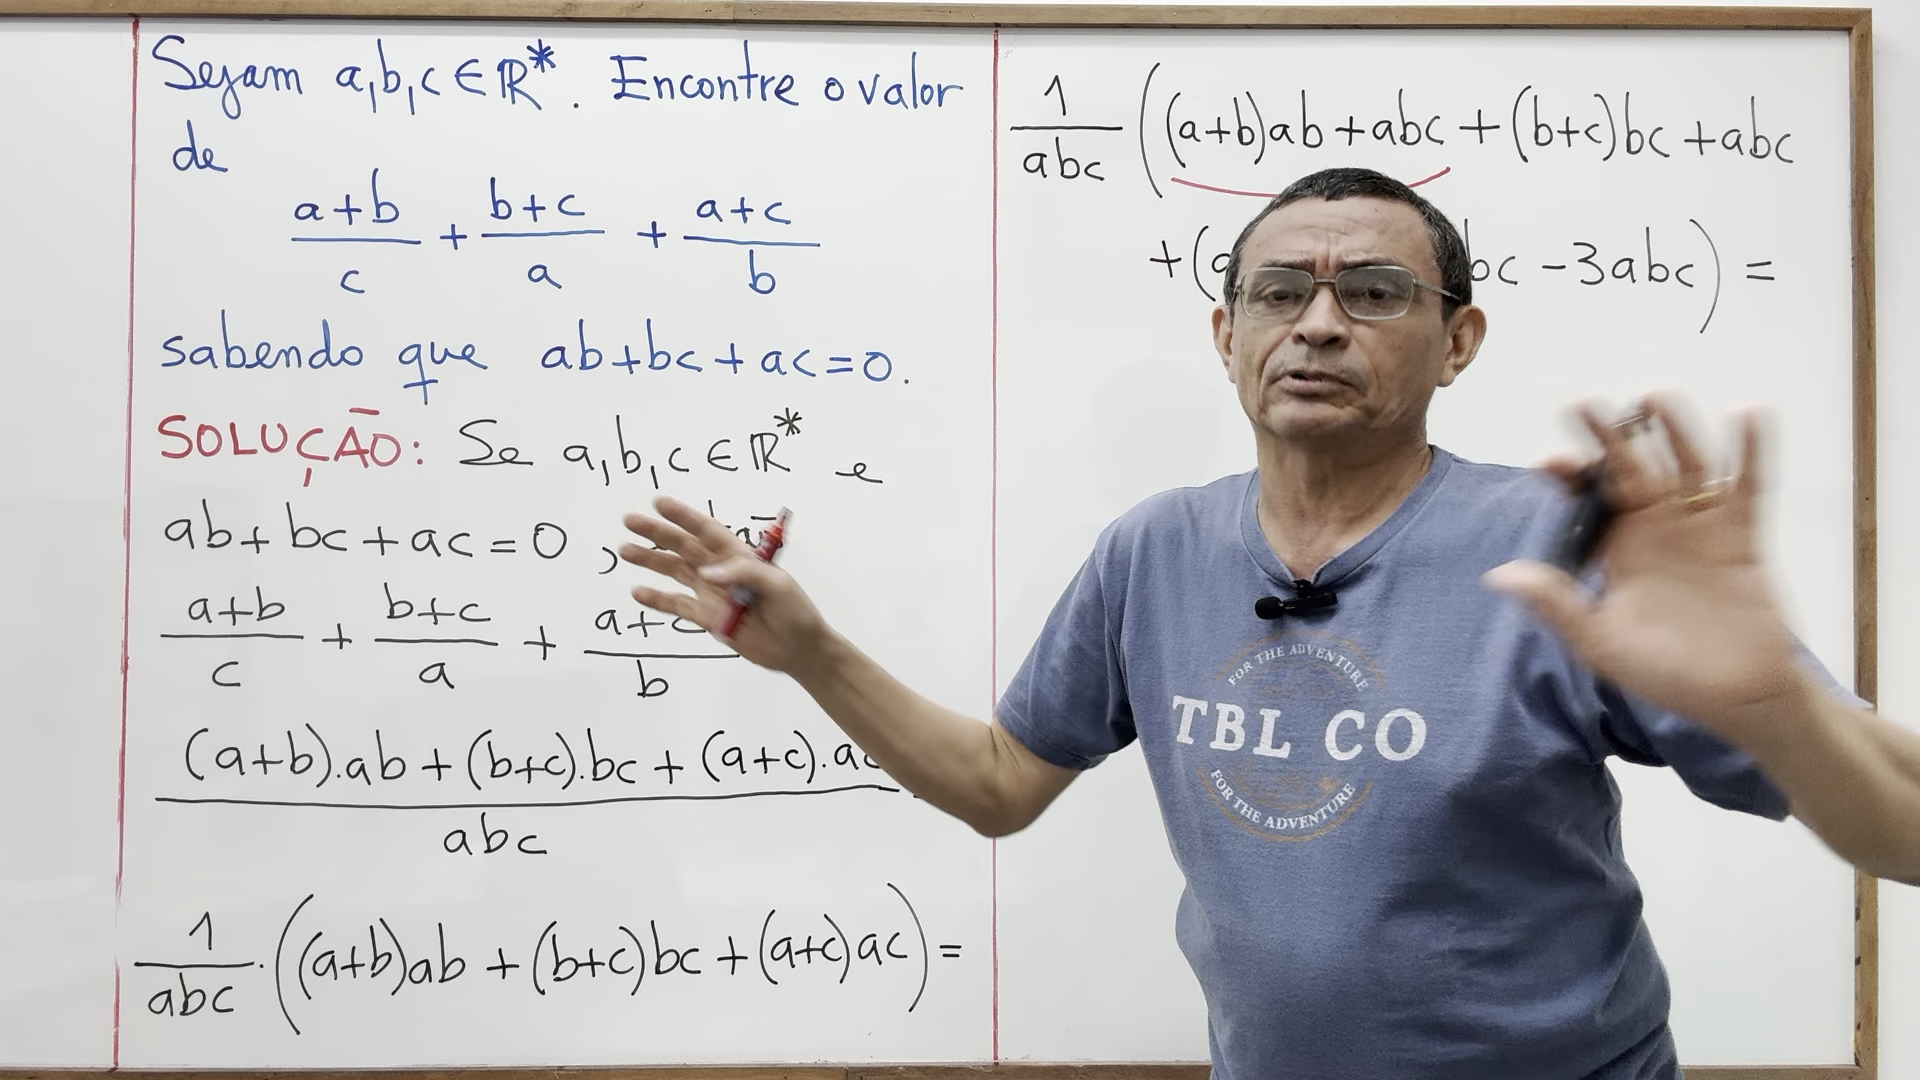 Sejam a,b,c ∈ ℝ*. Encontre o valor
de
a+b/c + b+c/a + a+c/b
sabendo que ab+bc+ac=0.
SOLUÇÃO: Se a,b,c ∈ ℝ* e
ab+bc+ac=0,
a+b/c + b+c/a + a+c/b
(a+b).ab+(b+c).bc+(a+c).ac
abc
1/abc · ((a+b)ab+(b+c)bc+(a+c)ac)=
1/abc ((a+b)ab+abc+(b+c)bc+abc
+( bc-3abc)=
FOR THE ADVENTURE
TBL CO
FOR THE ADVENTURE